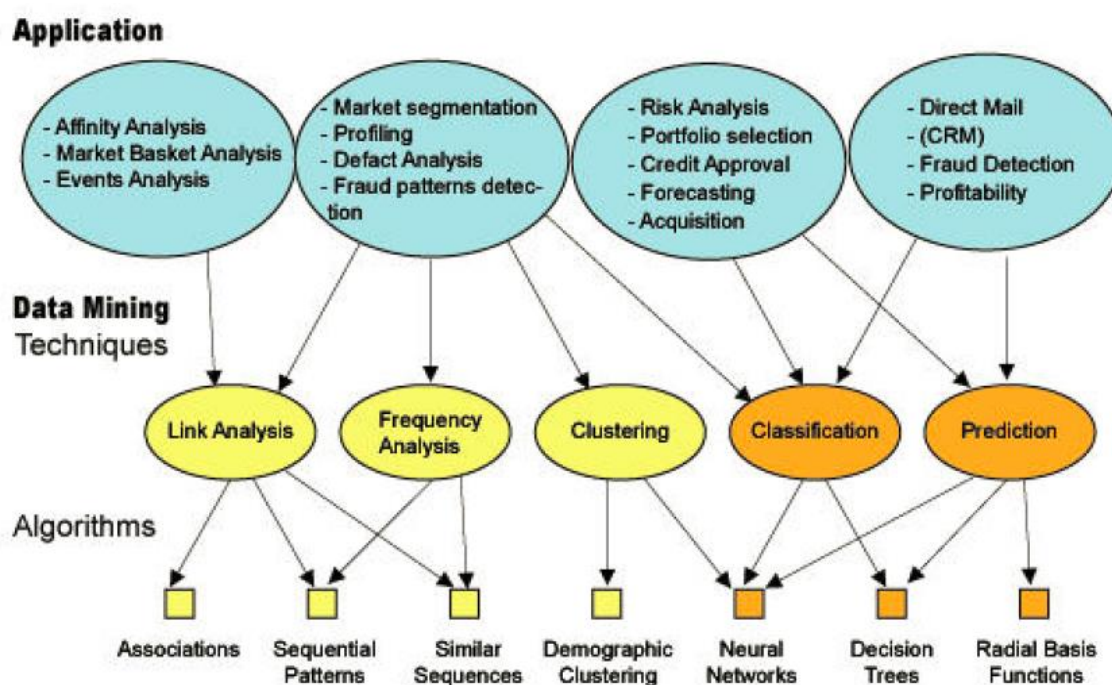 Application
- Affinity Analysis
- Market Basket Analysis
- Events Analysis
- Market segmentation
- Profiling
- Defect Analysis
- Fraud patterns detec-
tion
- Risk Analysis
- Portfolio selection
- Credit Approval
- Forecasting
- Acquisition
- Direct Mail
- (CRM)
- Fraud Detection
- Profitability
Data Mining
Techniques
Link Analysis
Frequency
Analysis
Clustering
Classification
Prediction
Algorithms
Associations
Sequential
Patterns
Similar
Sequences
Demographic
Clustering
Neural
Networks
Decision
Trees
Radial Basis
Functions